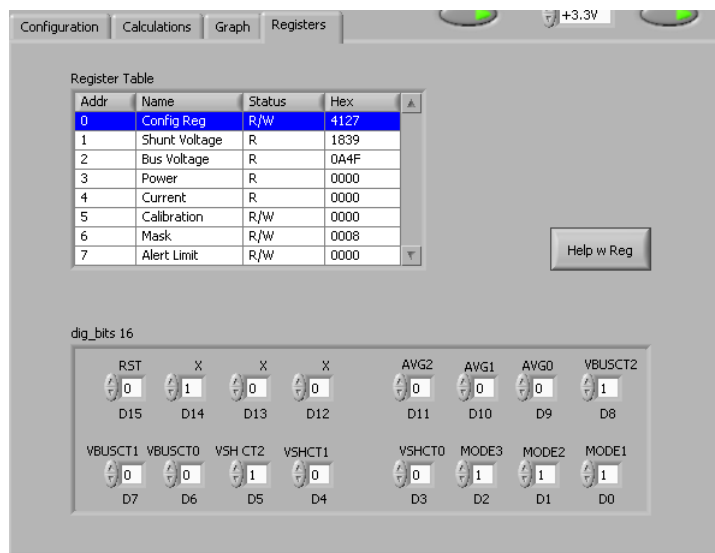 +3.3V
Configuration Calculations Graph Registers
Register Table
Addr Name Status Hex
0 Config Reg R/W 4127
1 Shunt Voltage R 1839
2 Bus Voltage R 0A4F
3 Power R 0000
4 Current R 0000
5 Calibration R/W 0000
6 Mask R/W 0008
7 Alert Limit R/W 0000
Help w Reg
dig_bits 16
RST X X X AVG2 AVG1 AVG0 VBUSCT2
0 1 0 0 0 0 0 1
D15 D14 D13 D12 D11 D10 D9 D8
VBUSCT1 VBUSCT0 VSH CT2 VSHCT1 VSHCT0 MODE3 MODE2 MODE1
0 0 1 0 0 1 1 1
D7 D6 D5 D4 D3 D2 D1 D0